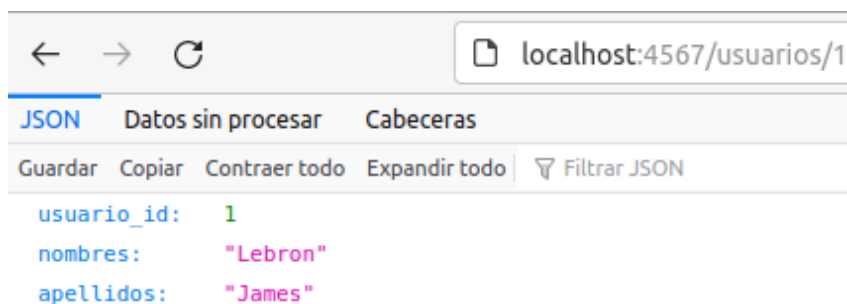 localhost:4567/usuarios/1
JSON Datos sin procesar Cabeceras
Guardar Copiar Contraer todo Expandir todo Filtrar JSON
usuario_id: 1
nombres: "Lebron"
apellidos: "James"